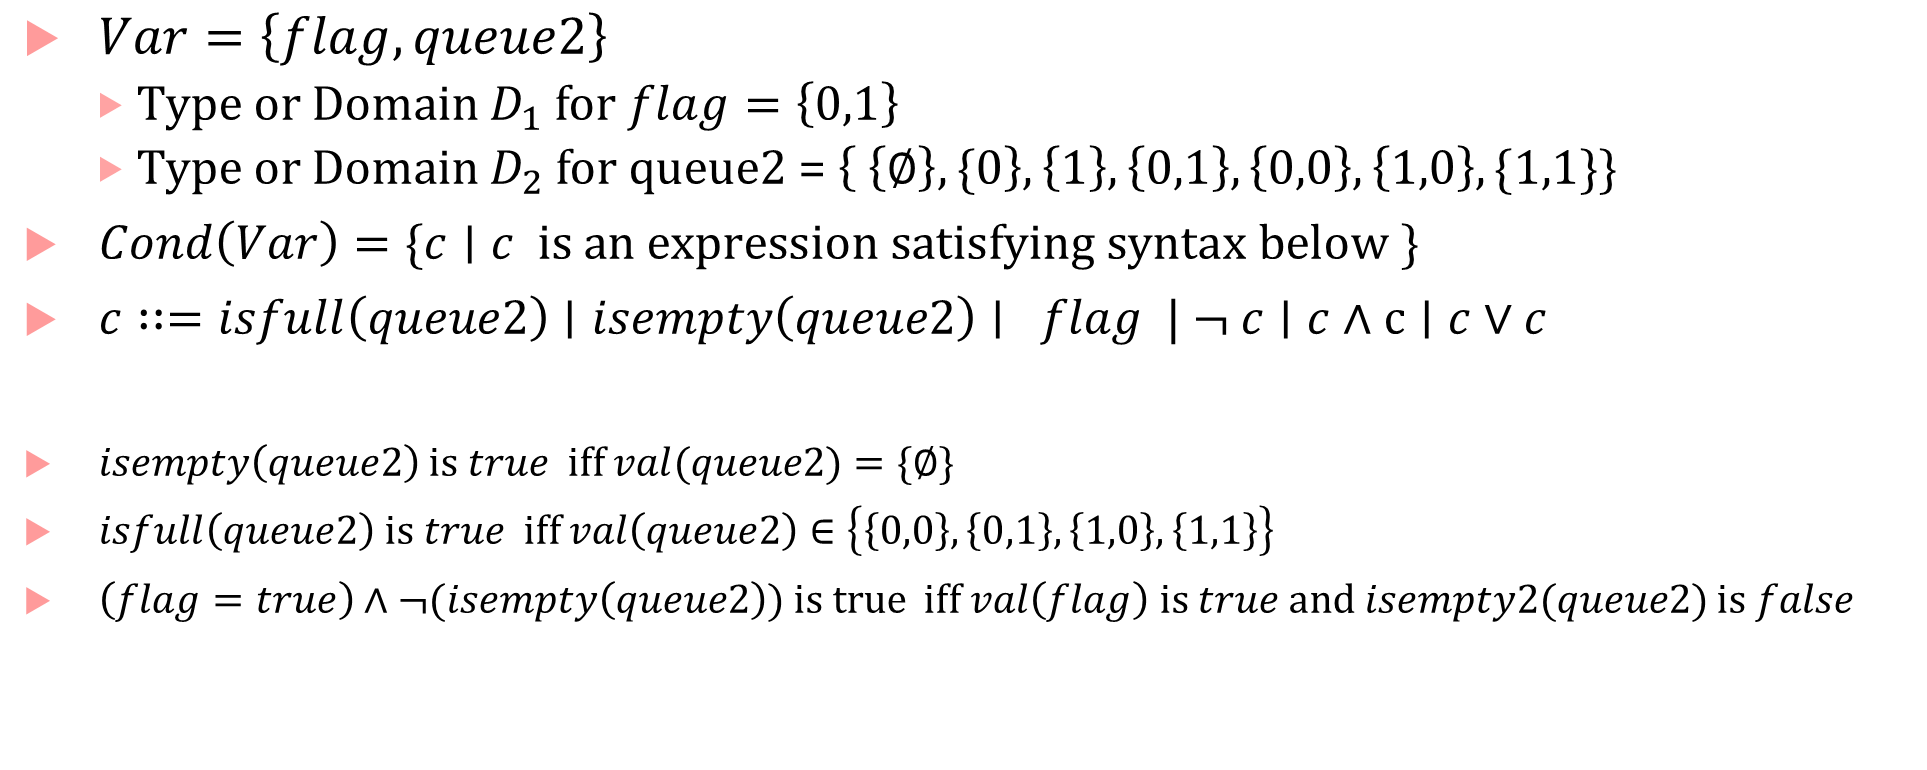 Var = {flag, queue2}
Type or Domain D₁ for flag = {0,1}
Type or Domain D₂ for queue2 = { {∅}, {0}, {1}, {0,1}, {0,0}, {1,0}, {1,1}}
Cond(Var) = {c | c is an expression satisfying syntax below }
c ::= isfull(queue2) | isempty(queue2) | flag | ¬ c | c ∧ c | c ∨ c
isempty(queue2) is true iff val(queue2) = {∅}
isfull(queue2) is true iff val(queue2) ∈ {{0,0}, {0,1}, {1,0}, {1,1}}
(flag = true) ∧ ¬(isempty(queue2)) is true iff val(flag) is true and isempty2(queue2) is false